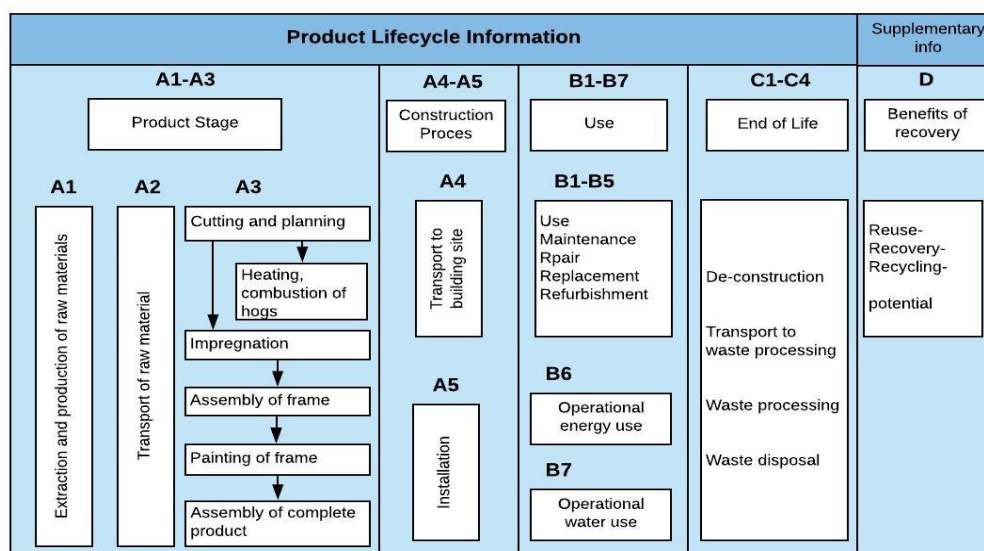 Product Lifecycle Information
Supplementary
info
A1-A3
Product Stage
A1
Extraction and production of raw materials
A2
Transport of raw material
A3
Cutting and planning
Heating,
combustion of
hogs
Impregnation
Assembly of frame
Painting of frame
Assembly of complete
product
A4-A5
Construction
Proces
A4
Transport to
building site
A5
Installation
B1-B7
Use
B1-B5
Use
Maintenance
Rpair
Replacement
Refurbishment
B6
Operational
energy use
B7
Operational
water use
C1-C4
End of Life
De-construction
Transport to
waste processing
Waste processing
Waste disposal
D
Benefits of
recovery
Reuse-
Recovery-
Recycling-
potential